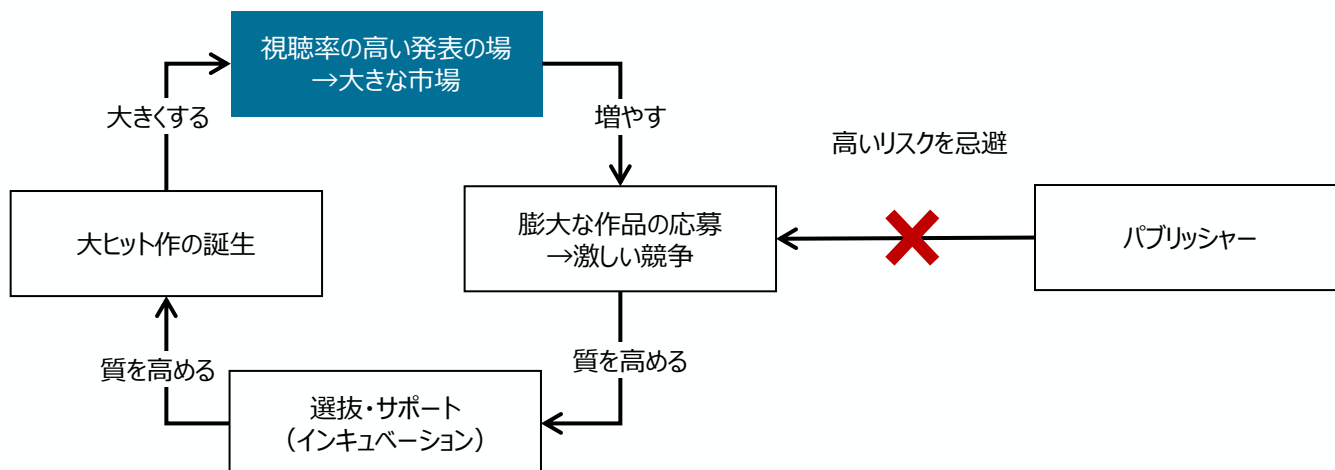 視聴率の高い発表の場
→大きな市場
大きくする
増やす
高いリスクを忌避
大ヒット作の誕生
膨大な作品の応募
→激しい競争
パブリッシャー
質を高める
質を高める
選抜・サポート
（インキュベーション）